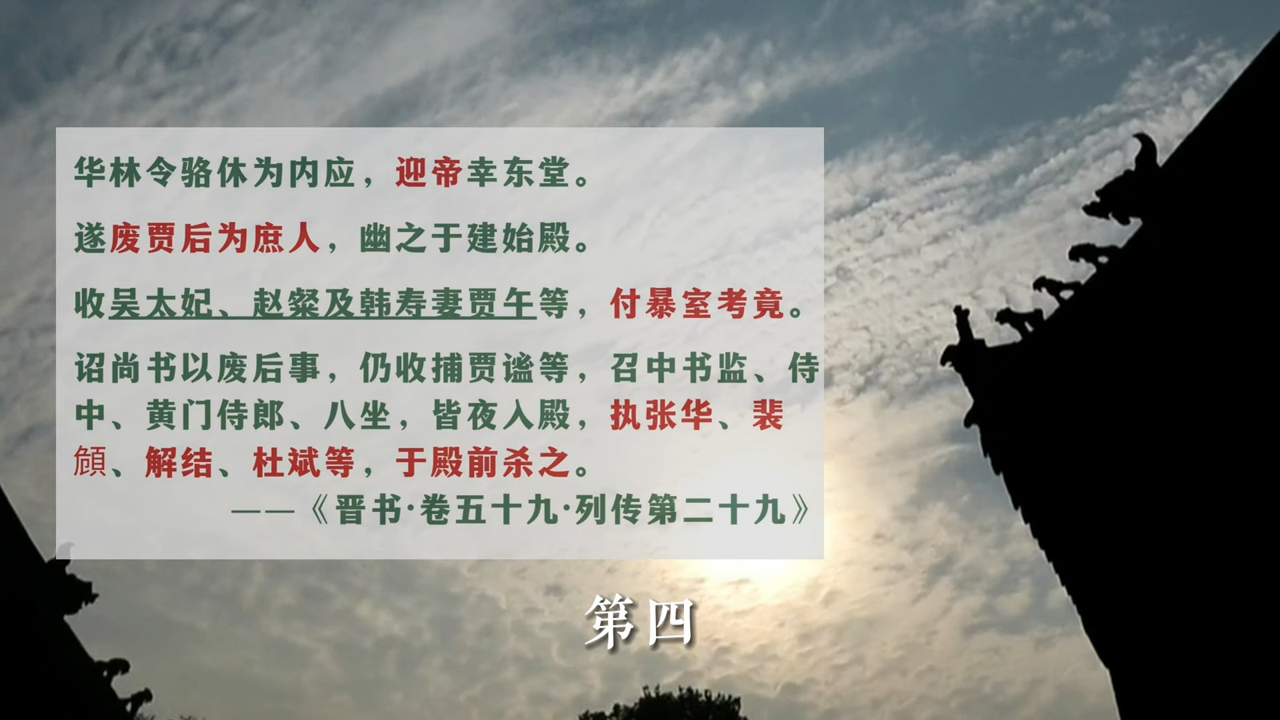 华林令骆休为内应，迎帝幸东堂。
遂废贾后为庶人，幽之于建始殿。
收吴太妃、赵粲及韩寿妻贾午等，付暴室考竟。
诏尚书以废后事，仍收捕贾谧等，召中书监、侍
中、黄门侍郎、八坐，皆夜入殿，执张华、裴
頠、解结、杜斌等，于殿前杀之。
——《晋书·卷五十九·列传第二十九》
第四